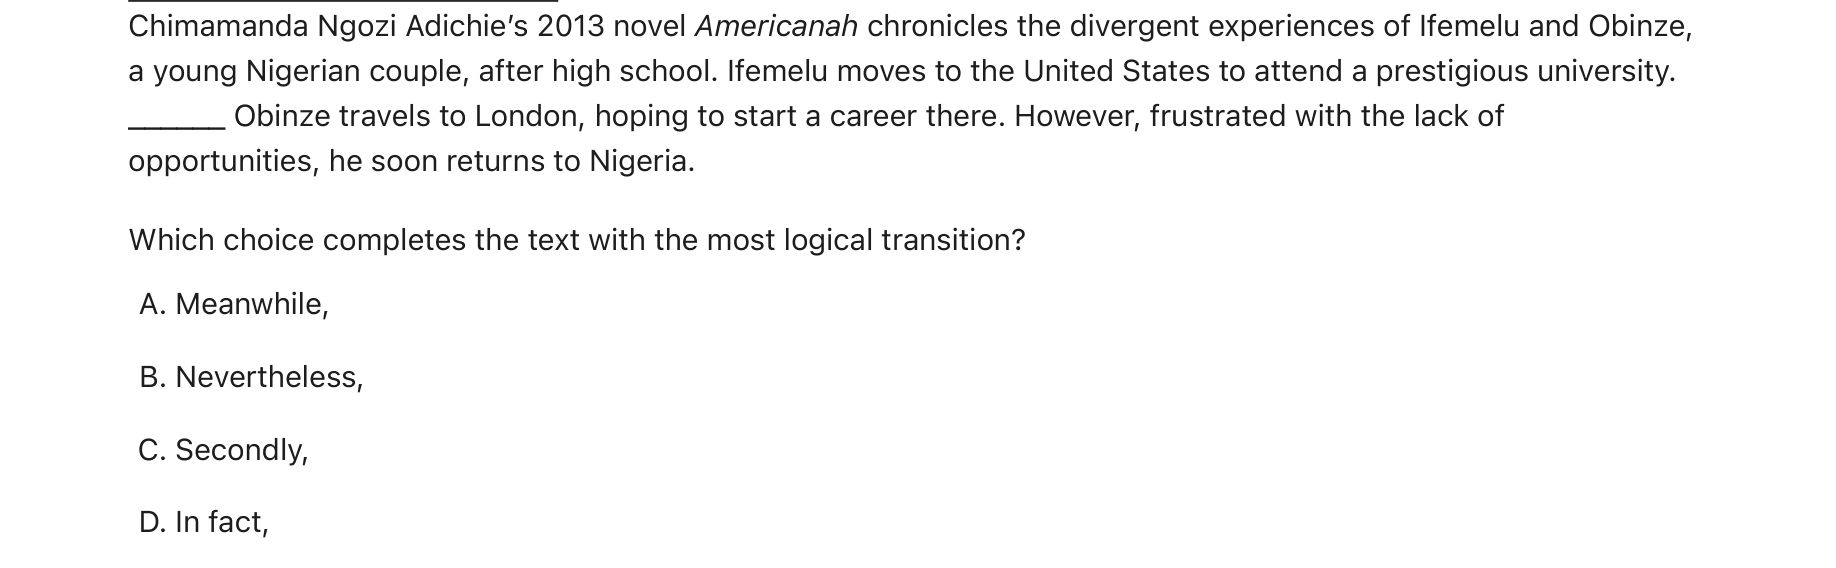 Chimamanda Ngozi Adichie’s 2013 novel Americanah chronicles the divergent experiences of Ifemelu and Obinze,
a young Nigerian couple, after high school. Ifemelu moves to the United States to attend a prestigious university.
______ Obinze travels to London, hoping to start a career there. However, frustrated with the lack of
opportunities, he soon returns to Nigeria.
Which choice completes the text with the most logical transition?
A. Meanwhile,
B. Nevertheless,
C. Secondly,
D. In fact,